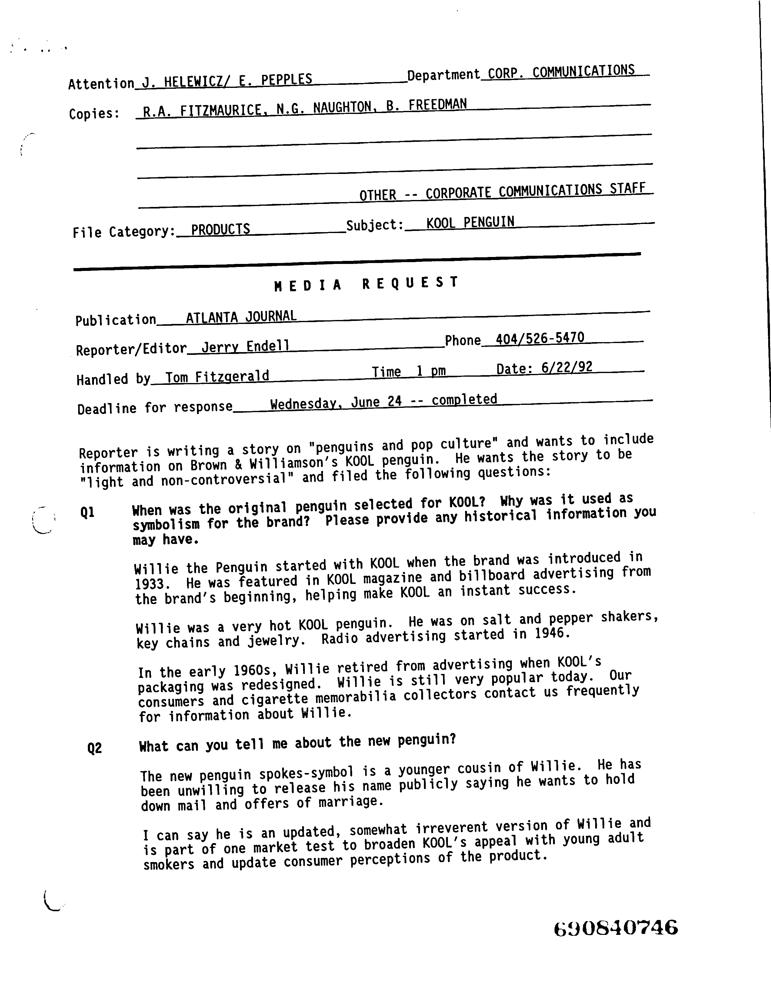 Attention J. HELEWICZ/ E. PEPPLES Department CORP. COMMUNICATIONS
Copies: R.A. FITZMAURICE, N.G. NAUGHTON, B. FREEDMAN
OTHER -- CORPORATE COMMUNICATIONS STAFF
File Category: PRODUCTS Subject: KOOL PENGUIN
MEDIA REQUEST
Publication ATLANTA JOURNAL
Reporter/Editor Jerry Endell Phone 404/526-5470
Handled by Tom Fitzgerald Time 1 pm Date: 6/22/92
Deadline for response Wednesday, June 24 -- completed
Reporter is writing a story on "penguins and pop culture" and wants to include
information on Brown & Williamson's KOOL penguin. He wants the story to be
"light and non-controversial" and filed the following questions:
Q1 When was the original penguin selected for KOOL? Why was it used as
symbolism for the brand? Please provide any historical information you
may have.
Willie the Penguin started with KOOL when the brand was introduced in
1933. He was featured in KOOL magazine and billboard advertising from
the brand's beginning, helping make KOOL an instant success.
Willie was a very hot KOOL penguin. He was on salt and pepper shakers,
key chains and jewelry. Radio advertising started in 1946.
In the early 1960s, Willie retired from advertising when KOOL's
packaging was redesigned. Willie is still very popular today. Our
consumers and cigarette memorabilia collectors contact us frequently
for information about Willie.
Q2 What can you tell me about the new penguin?
The new penguin spokes-symbol is a younger cousin of Willie. He has
been unwilling to release his name publicly saying he wants to hold
down mail and offers of marriage.
I can say he is an updated, somewhat irreverent version of Willie and
is part of one market test to broaden KOOL's appeal with young adult
smokers and update consumer perceptions of the product.
690840746